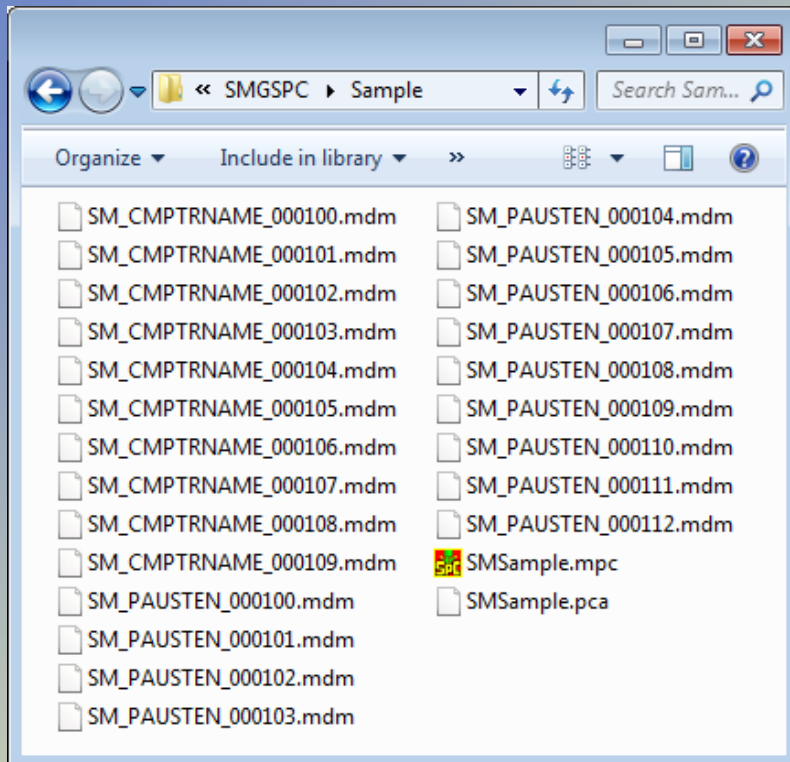 « SMGSPC ▸ Sample
Search Sam...
Organize Include in library »
SM_CMPTRNAME_000100.mdm
SM_CMPTRNAME_000101.mdm
SM_CMPTRNAME_000102.mdm
SM_CMPTRNAME_000103.mdm
SM_CMPTRNAME_000104.mdm
SM_CMPTRNAME_000105.mdm
SM_CMPTRNAME_000106.mdm
SM_CMPTRNAME_000107.mdm
SM_CMPTRNAME_000108.mdm
SM_CMPTRNAME_000109.mdm
SM_PAUSTEN_000100.mdm
SM_PAUSTEN_000101.mdm
SM_PAUSTEN_000102.mdm
SM_PAUSTEN_000103.mdm
SM_PAUSTEN_000104.mdm
SM_PAUSTEN_000105.mdm
SM_PAUSTEN_000106.mdm
SM_PAUSTEN_000107.mdm
SM_PAUSTEN_000108.mdm
SM_PAUSTEN_000109.mdm
SM_PAUSTEN_000110.mdm
SM_PAUSTEN_000111.mdm
SM_PAUSTEN_000112.mdm
SPC SMSample.mpc
SMSample.pca